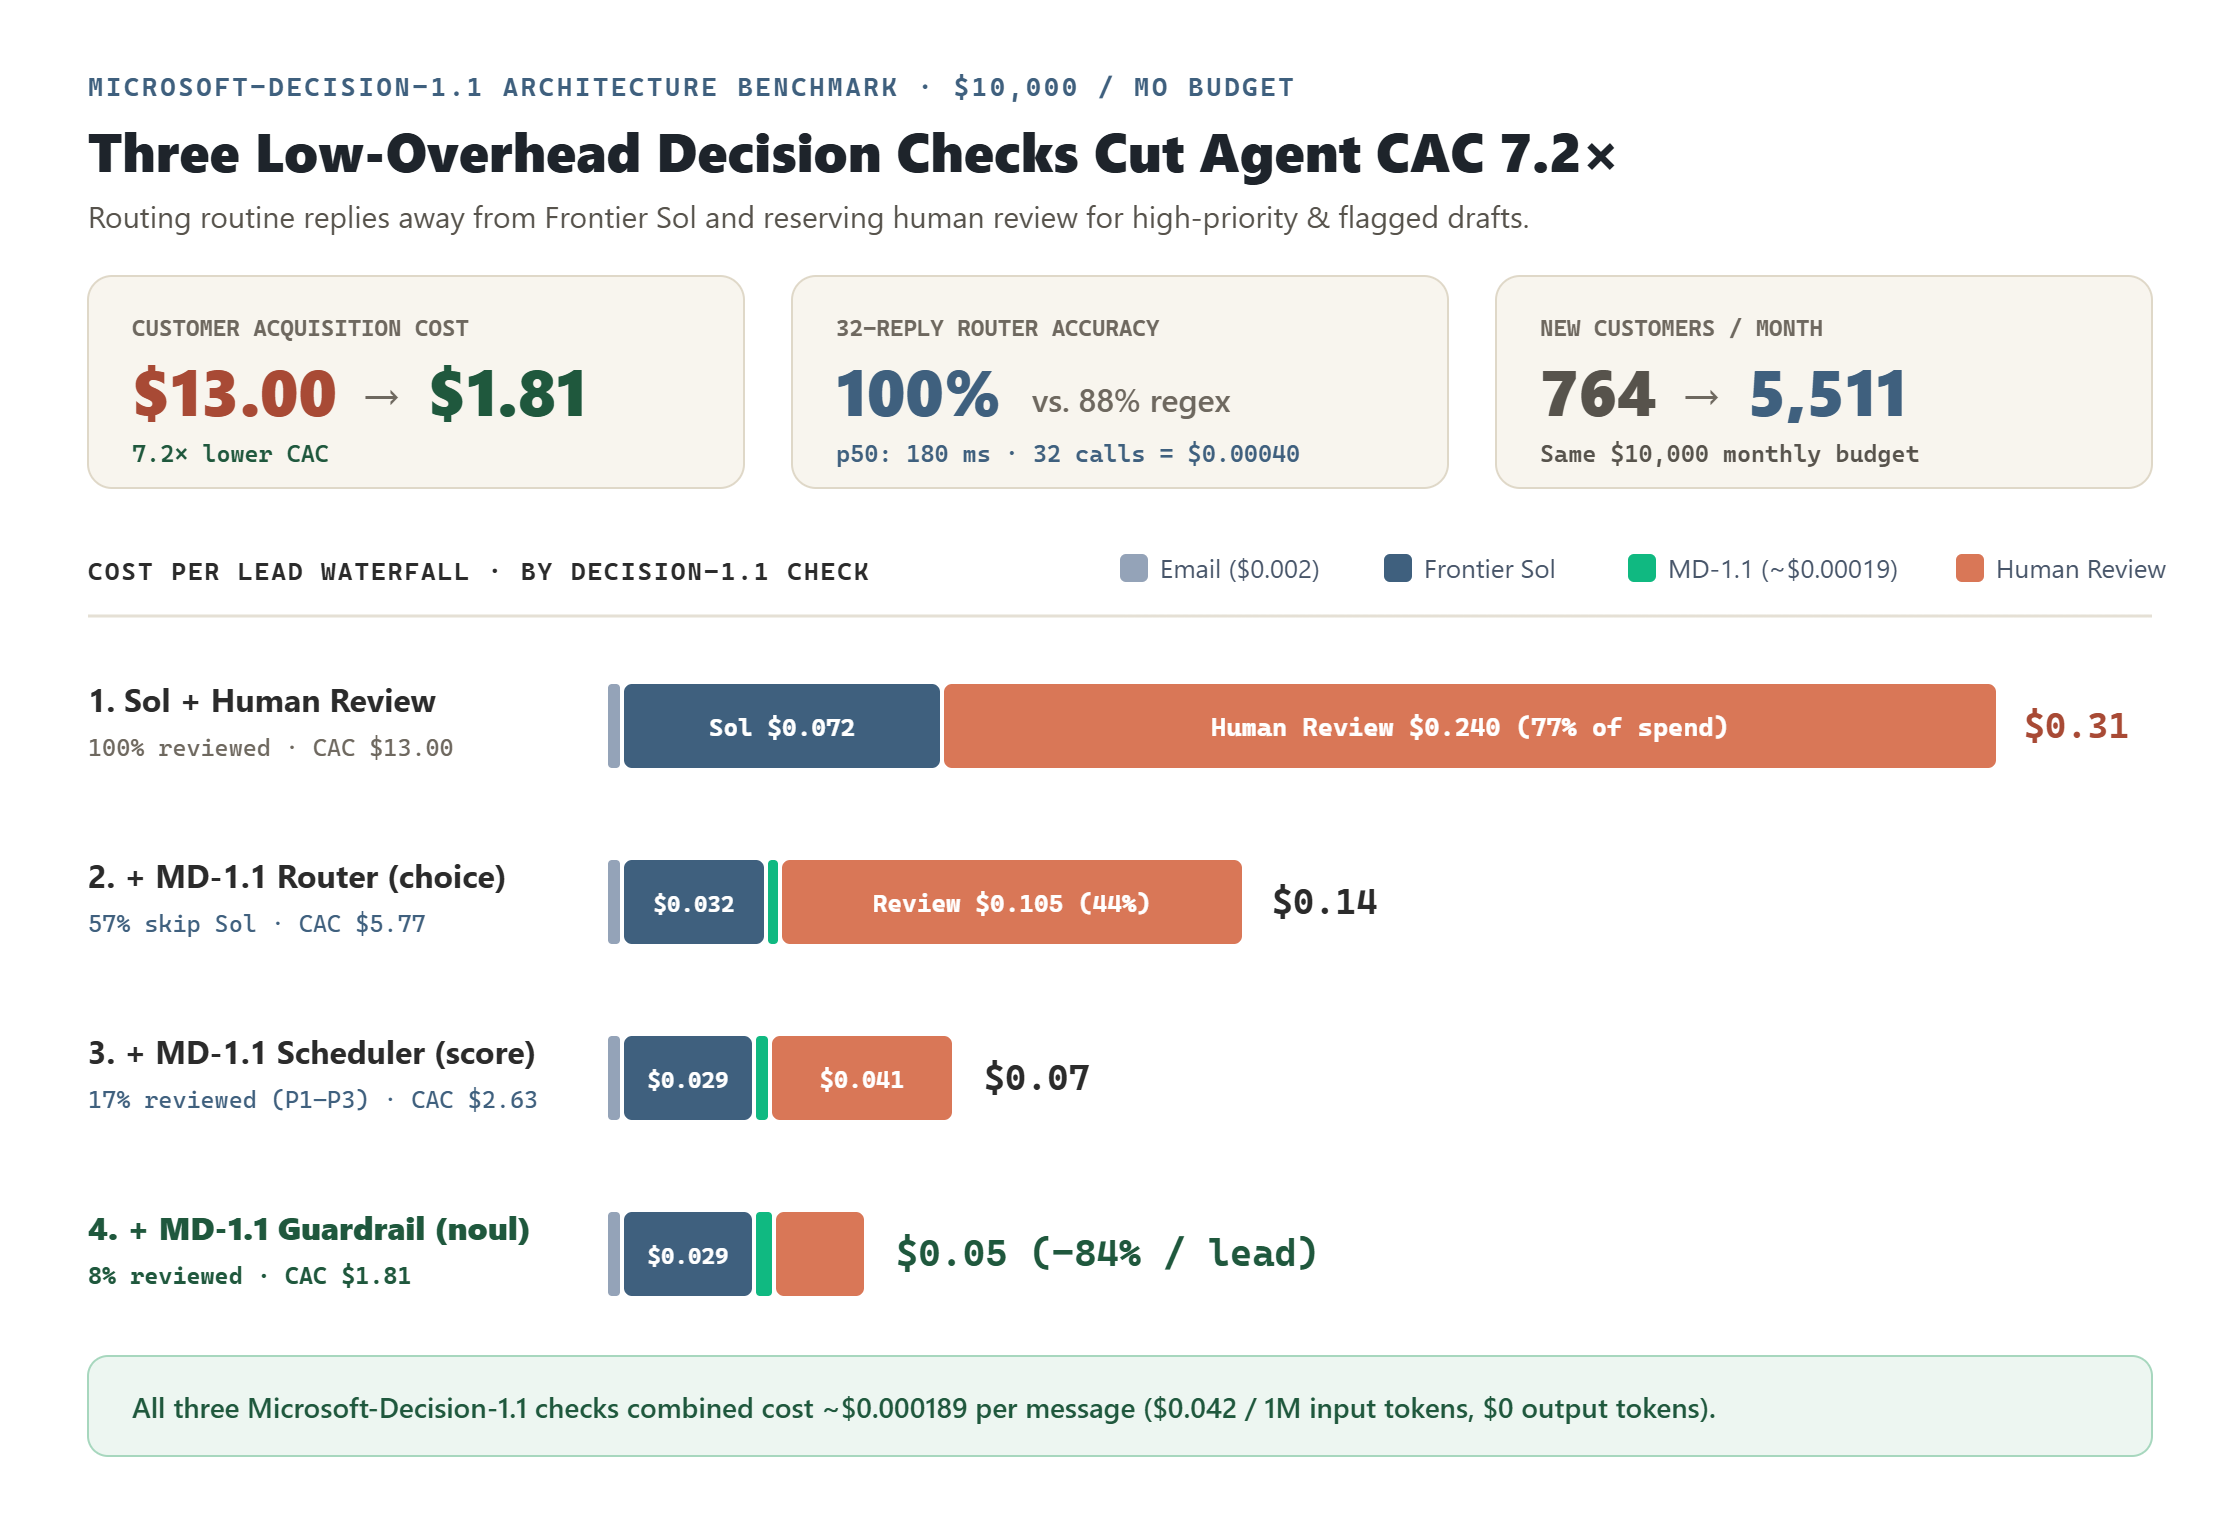 MICROSOFT-DECISION-1.1 ARCHITECTURE BENCHMARK · $10,000 / MO BUDGET
Three Low-Overhead Decision Checks Cut Agent CAC 7.2×
Routing routine replies away from Frontier Sol and reserving human review for high-priority & flagged drafts.
CUSTOMER ACQUISITION COST
$13.00 → $1.81
7.2× lower CAC
32-REPLY ROUTER ACCURACY
100% vs. 88% regex
p50: 180 ms · 32 calls = $0.00040
NEW CUSTOMERS / MONTH
764 → 5,511
Same $10,000 monthly budget
COST PER LEAD WATERFALL · BY DECISION-1.1 CHECK
Email ($0.002)
Frontier Sol
MD-1.1 (~$0.00019)
Human Review
1. Sol + Human Review
100% reviewed · CAC $13.00
Sol $0.072
Human Review $0.240 (77% of spend)
$0.31
2. + MD-1.1 Router (choice)
57% skip Sol · CAC $5.77
$0.032
Review $0.105 (44%)
$0.14
3. + MD-1.1 Scheduler (score)
17% reviewed (P1-P3) · CAC $2.63
$0.029
$0.041
$0.07
4. + MD-1.1 Guardrail (noul)
8% reviewed · CAC $1.81
$0.029
$0.05 (-84% / lead)
All three Microsoft-Decision-1.1 checks combined cost ~$0.000189 per message ($0.042 / 1M input tokens, $0 output tokens).